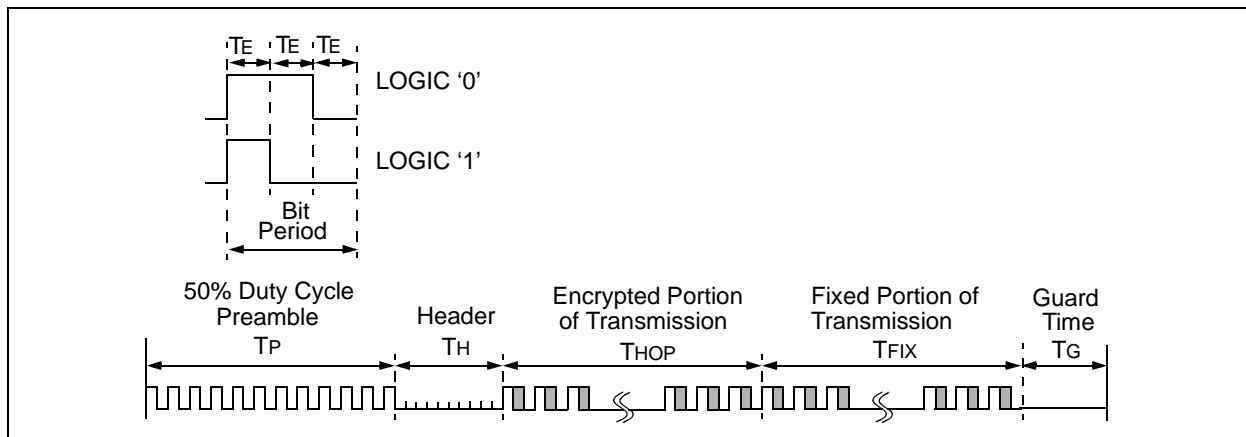 TE TE TE
LOGIC ‘0’
LOGIC ‘1’
Bit
Period
50% Duty Cycle
Preamble
TP
Header
TH
Encrypted Portion
of Transmission
THOP
Fixed Portion of
Transmission
TFIX
Guard
Time
TG